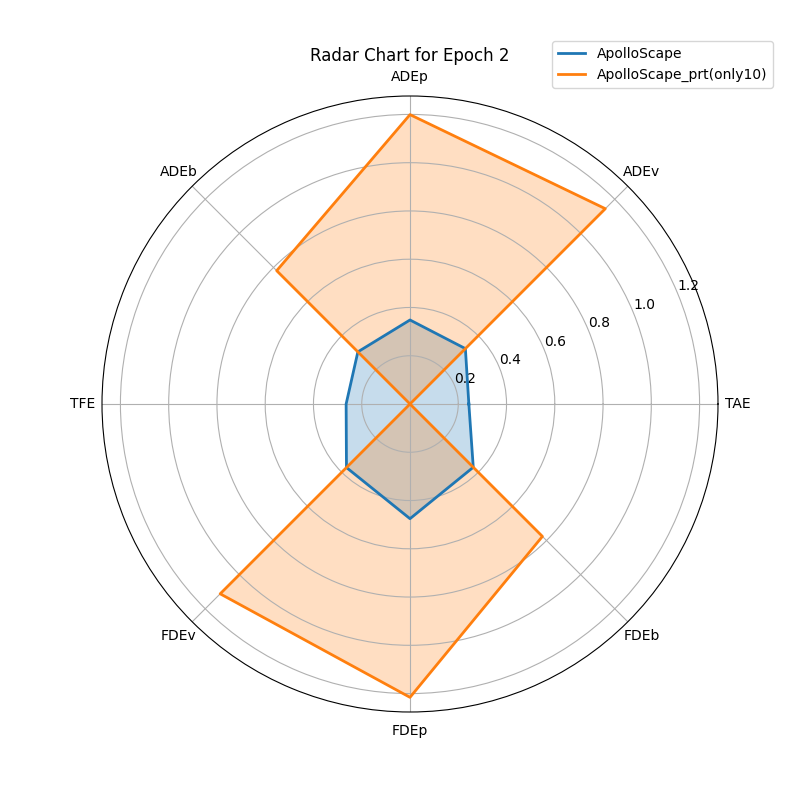 Radar Chart for Epoch 2
ApolloScape
ApolloScape_prt(only10)
ADEp
ADEb
ADEv
1.2
1.0
0.8
0.6
0.4
0.2
TFE
TAE
FDEv
FDEb
FDEp